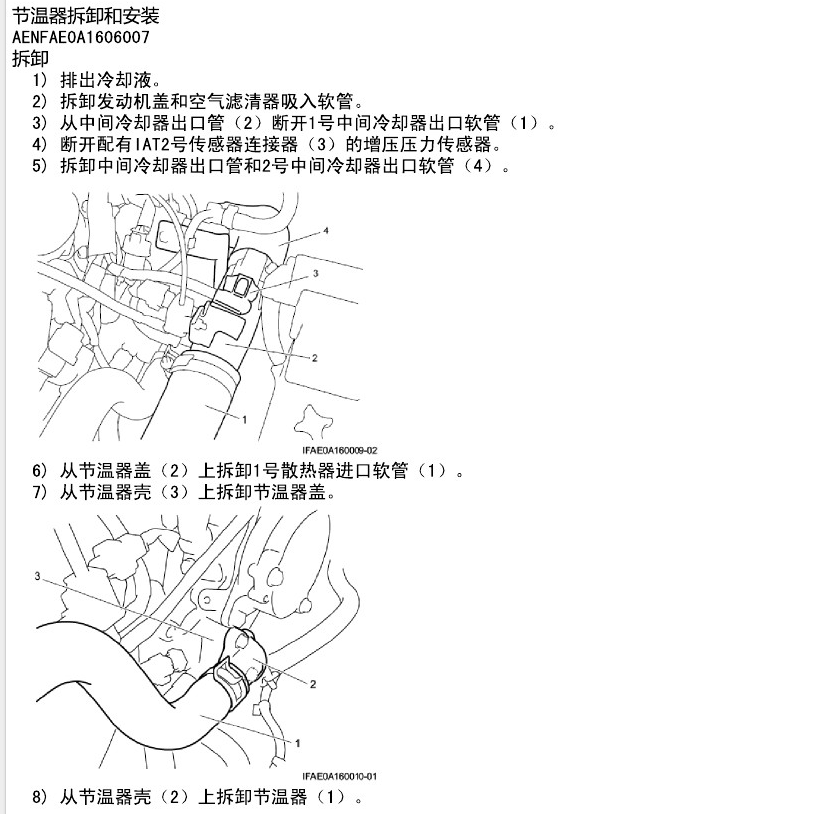 节温器拆卸和安装
AENFAE0A1606007
拆卸
1) 排出冷却液。
2) 拆卸发动机盖和空气滤清器吸入软管。
3) 从中间冷却器出口管（2）断开1号中间冷却器出口软管（1）。
4) 断开配有IAT2号传感器连接器（3）的增压压力传感器。
5) 拆卸中间冷却器出口管和2号中间冷却器出口软管（4）。
4
3
2
1
IFAE0A160009-02
6) 从节温器盖（2）上拆卸1号散热器进口软管（1）。
7) 从节温器壳（3）上拆卸节温器盖。
3
2
1
IFAE0A160010-01
8) 从节温器壳（2）上拆卸节温器（1）。